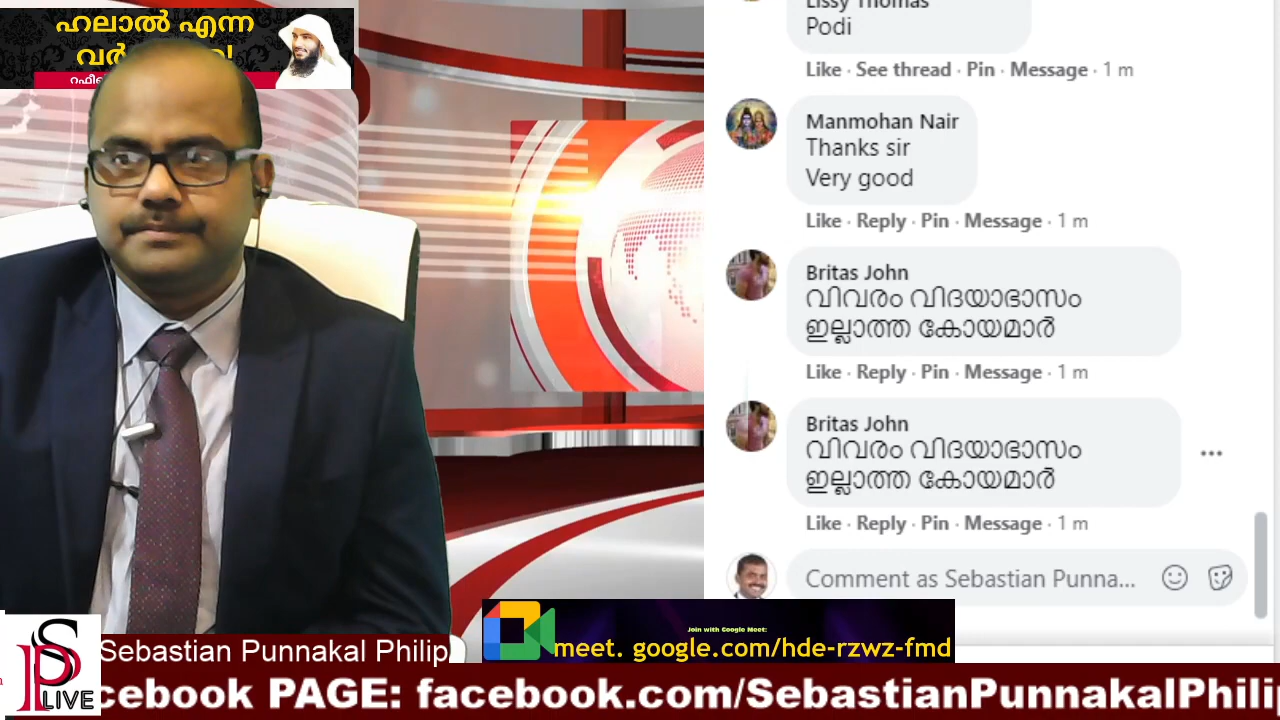 ഹലാൽ എന്ന
Lissy Thomas
Podi
Like · See thread · Pin · Message · 1 m
Manmohan Nair
Thanks sir
Very good
Like · Reply · Pin · Message · 1 m
Britas John
വിവരം വിദയാഭാസം
ഇല്ലാത്ത കോയമാർ
Like · Reply · Pin · Message · 1 m
Britas John
വിവരം വിദയാഭാസം
ഇല്ലാത്ത കോയമാർ
Like · Reply · Pin · Message · 1 m
Comment as Sebastian Punna...
Join with Google Meet:
meet. google.com/hde-rzwz-fmd
Sebastian Punnakal Philip
SP LIVE
cebook PAGE: facebook.com/SebastianPunnakalPhilip